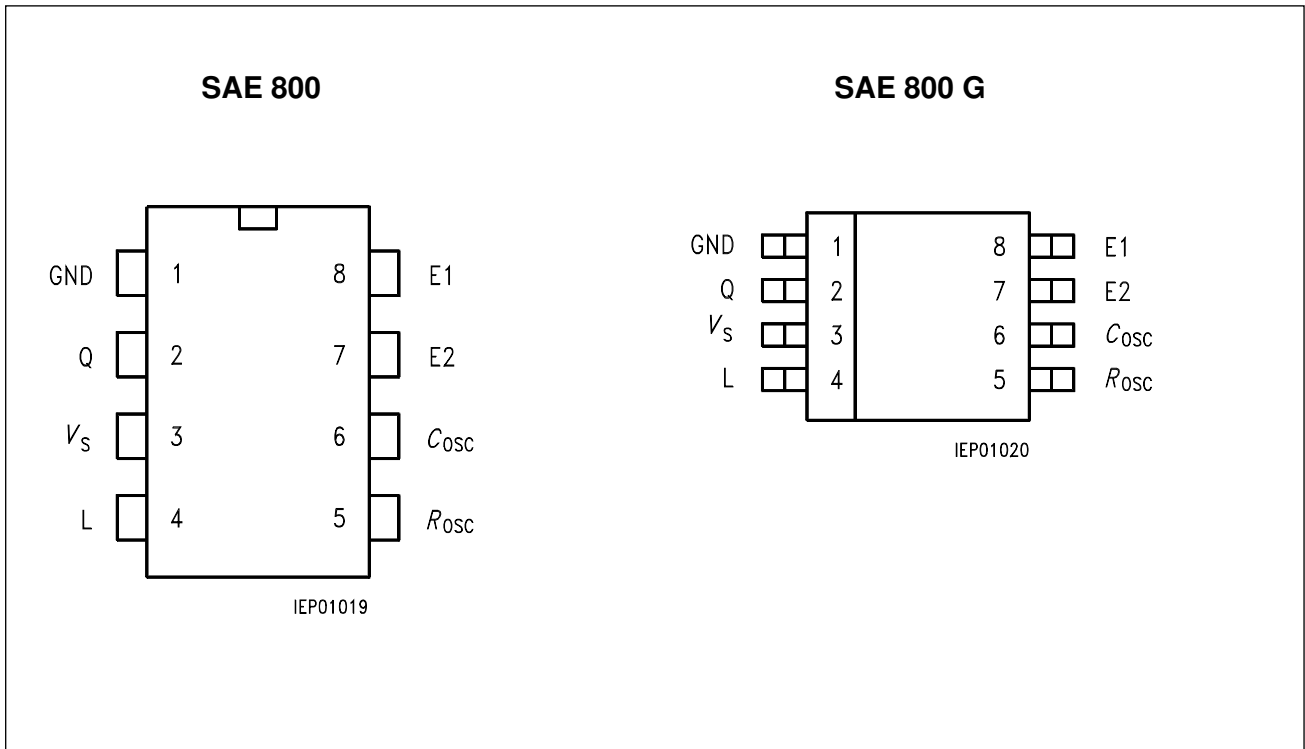 SAE 800
SAE 800 G
GND 1 8 E1
Q 2 7 E2
VS 3 6 COSC
L 4 5 ROSC
IEP01019
GND 1 8 E1
Q 2 7 E2
VS 3 6 COSC
L 4 5 ROSC
IEP01020